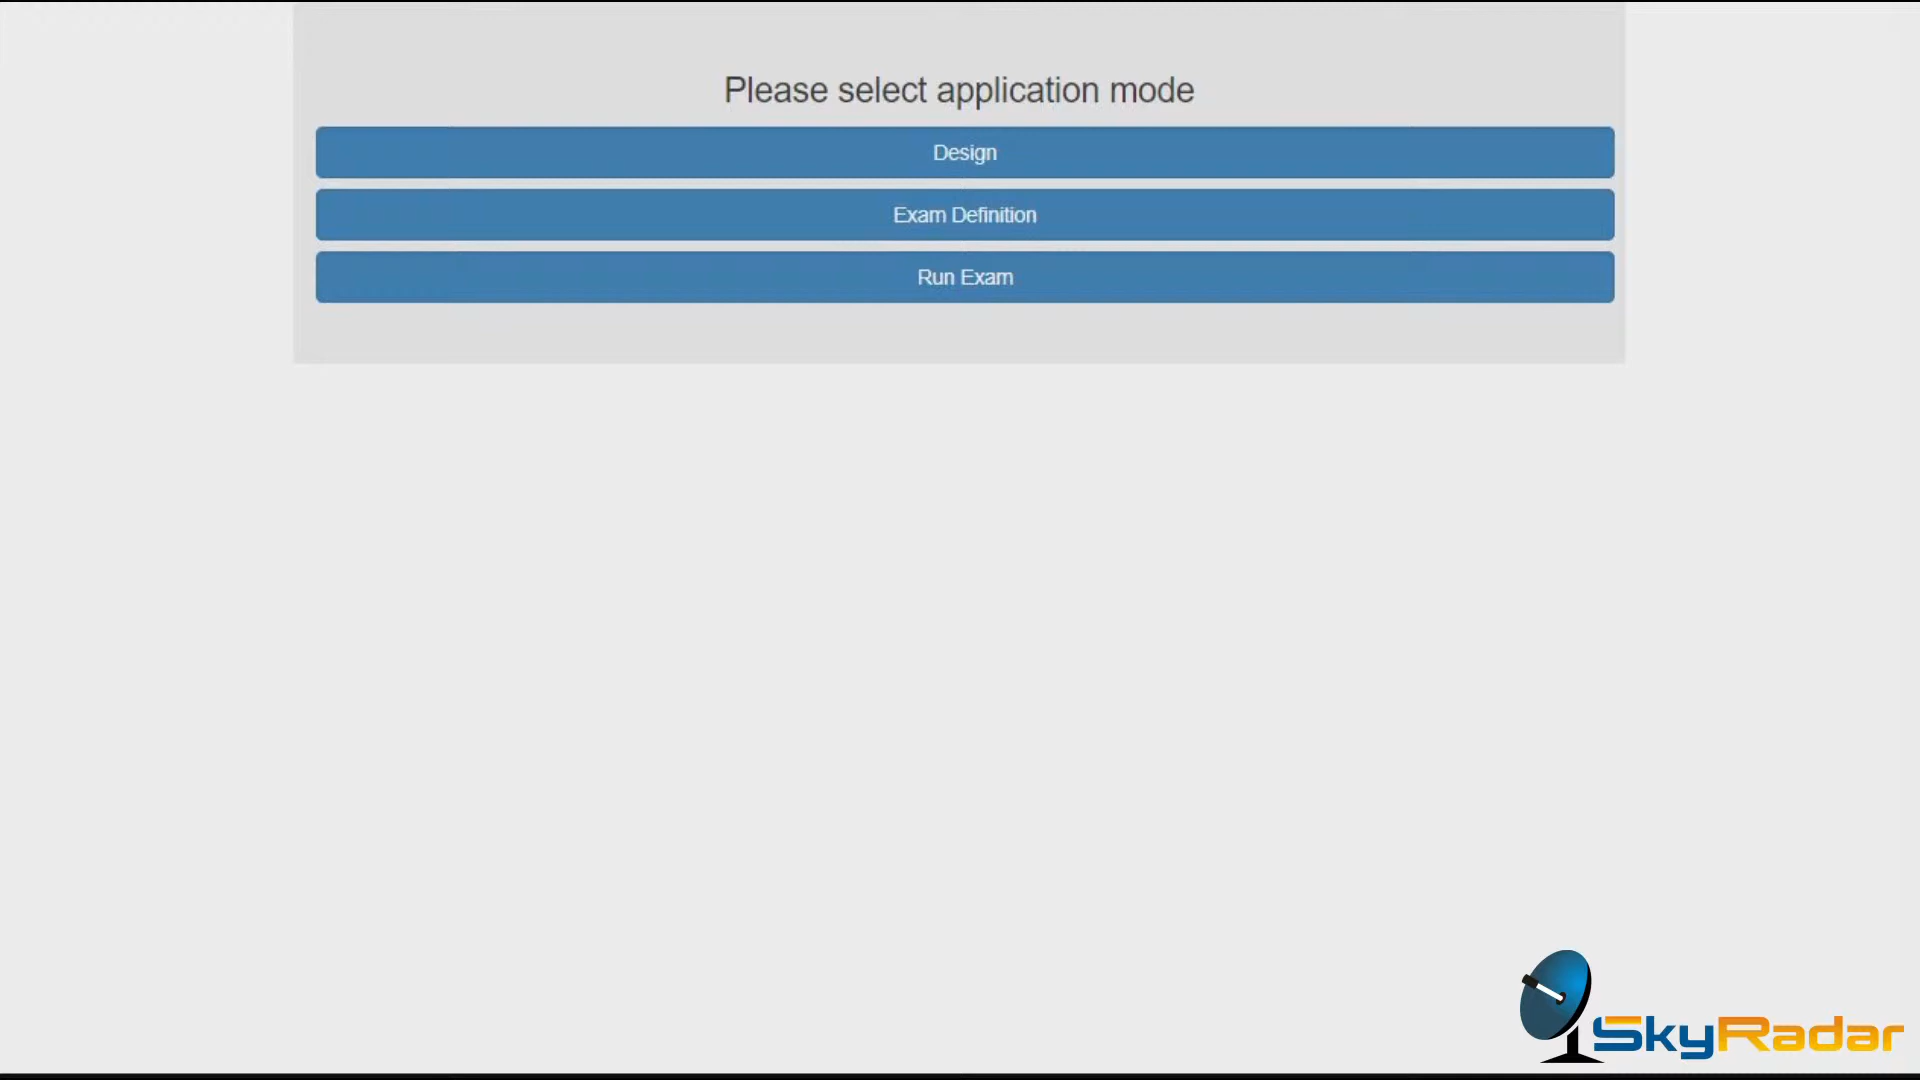 Please select application mode
Design
Exam Definition
Run Exam
SkyRadar